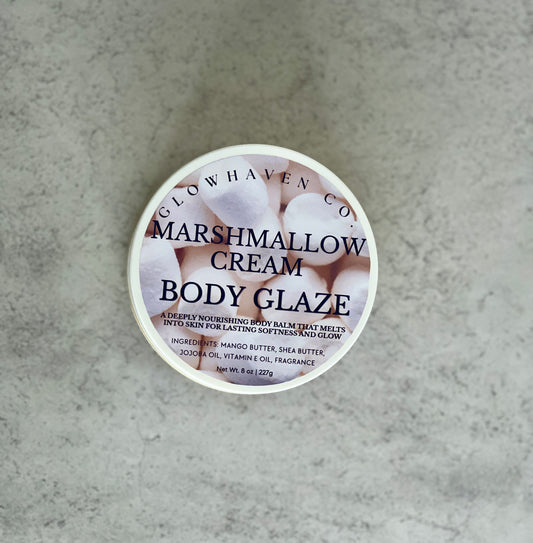 GLOWHAVEN CO.
MARSHMALLOW
CREAM
BODY GLAZE
A DEEPLY NOURISHING BODY BALM THAT MELTS
INTO SKIN FOR LASTING SOFTNESS AND GLOW
INGREDIENTS: MANGO BUTTER, SHEA BUTTER,
JOJOBA OIL, VITAMIN E OIL, FRAGRANCE
Net Wt. 8 oz | 227g